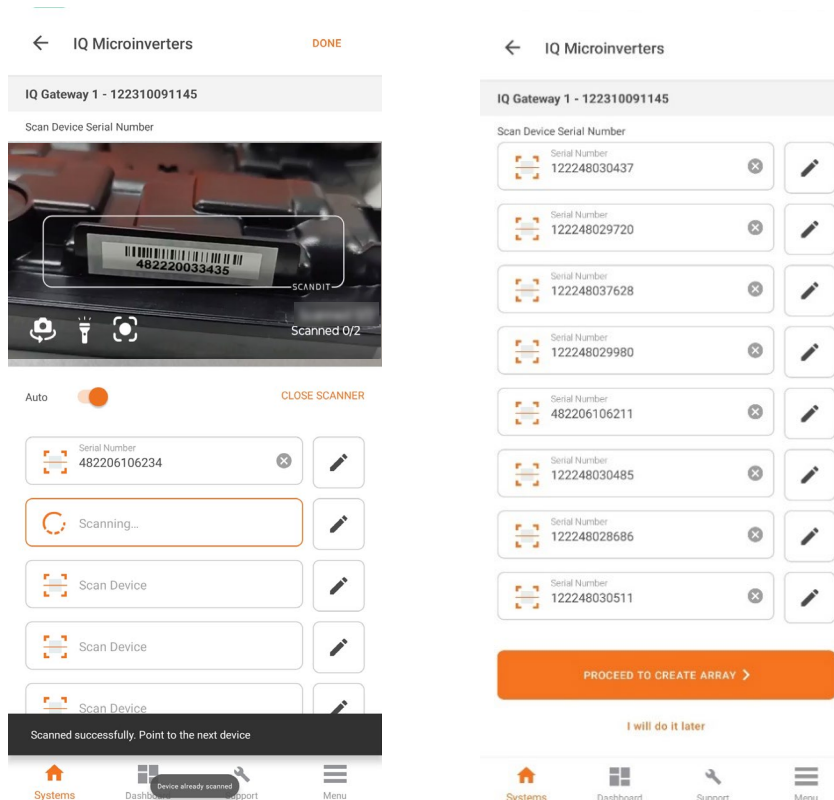 IQ Microinverters
DONE
IQ Gateway 1 - 122310091145
Scan Device Serial Number
482220033435
SCANDIT
Scanned 0/2
Auto
CLOSE SCANNER
Serial Number
482206106234
Scanning...
Scan Device
Scan Device
Scan Device
Scanned successfully. Point to the next device
Device already scanned
Systems
Support
Menu
IQ Microinverters
IQ Gateway 1 - 122310091145
Scan Device Serial Number
Serial Number
122248030437
Serial Number
122248029720
Serial Number
122248037628
Serial Number
122248029980
Serial Number
482206106211
Serial Number
122248030485
Serial Number
122248028686
Serial Number
122248030511
PROCEED TO CREATE ARRAY
I will do it later
Systems
Dashboard
Support
Menu